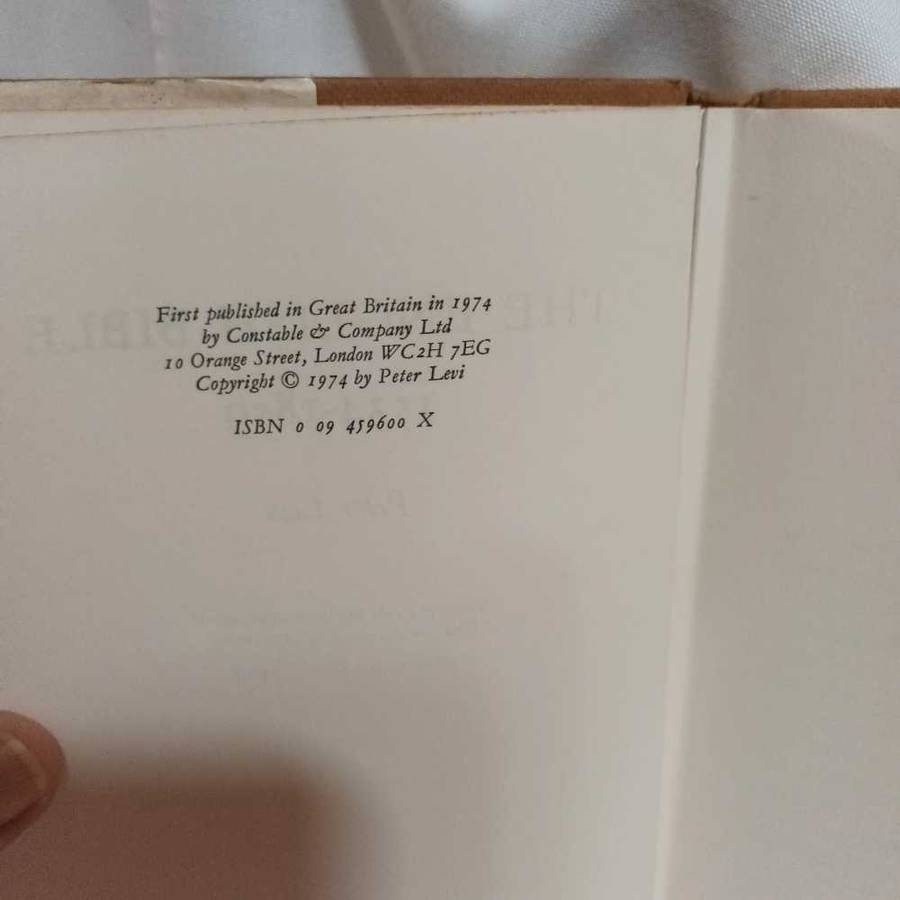 First published in Great Britain in 1974
by Constable & Company Ltd
10 Orange Street, London WC2H 7EG
Copyright © 1974 by Peter Levi
ISBN 0 09 459600 X